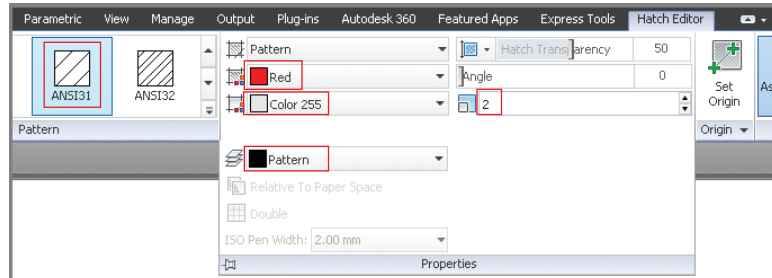 Parametric View Manage Output Plug-ins Autodesk 360 Featured Apps Express Tools Hatch Editor
Pattern Hatch Transparency 50
Red Angle 0
ANSI31 ANSI32 Set
Color 255 2 Origin As
Pattern Origin
Pattern
Relative To Paper Space
Double
ISO Pen Width: 2.00 mm
Properties